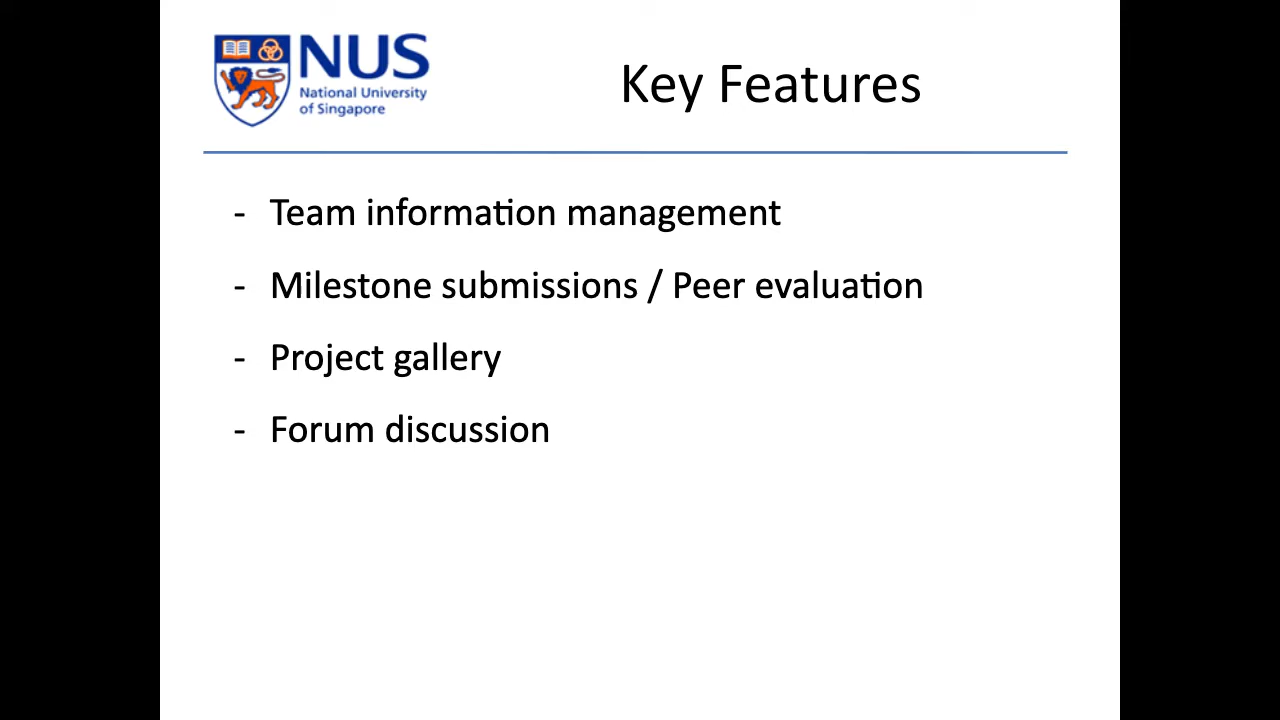 NUS
National University
of Singapore
Key Features
- Team information management
- Milestone submissions / Peer evaluation
- Project gallery
- Forum discussion